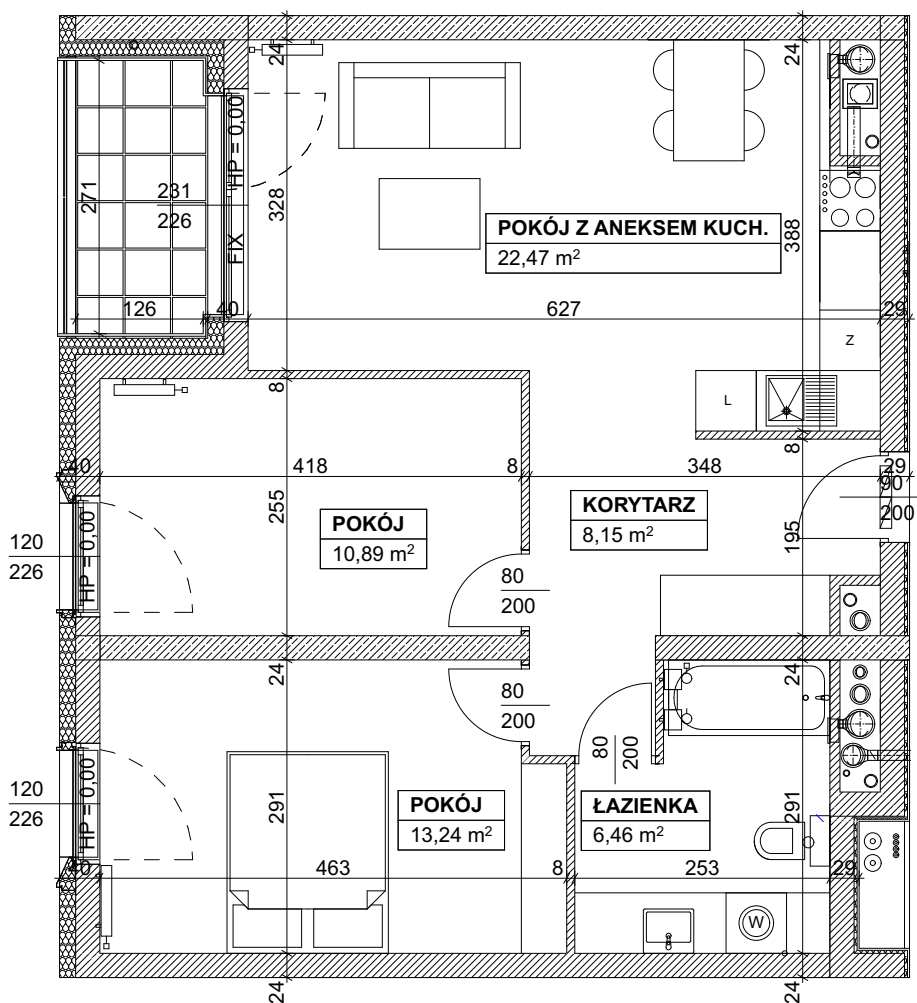 24
24
HP = 0,00
271
231
226
328
388
FIX
POKÓJ Z ANEKSEM KUCH.
22,47 m²
126
40
627
29
Z
8
L
8
40
418
8
348
29
90
200
255
195
POKÓJ
10,89 m²
KORYTARZ
8,15 m²
120
226
HP = 0,00
80
200
24
24
80
200
80
200
120
226
HP = 0,00
291
291
POKÓJ
13,24 m²
ŁAZIENKA
6,46 m²
40
463
8
253
29
W
24
24